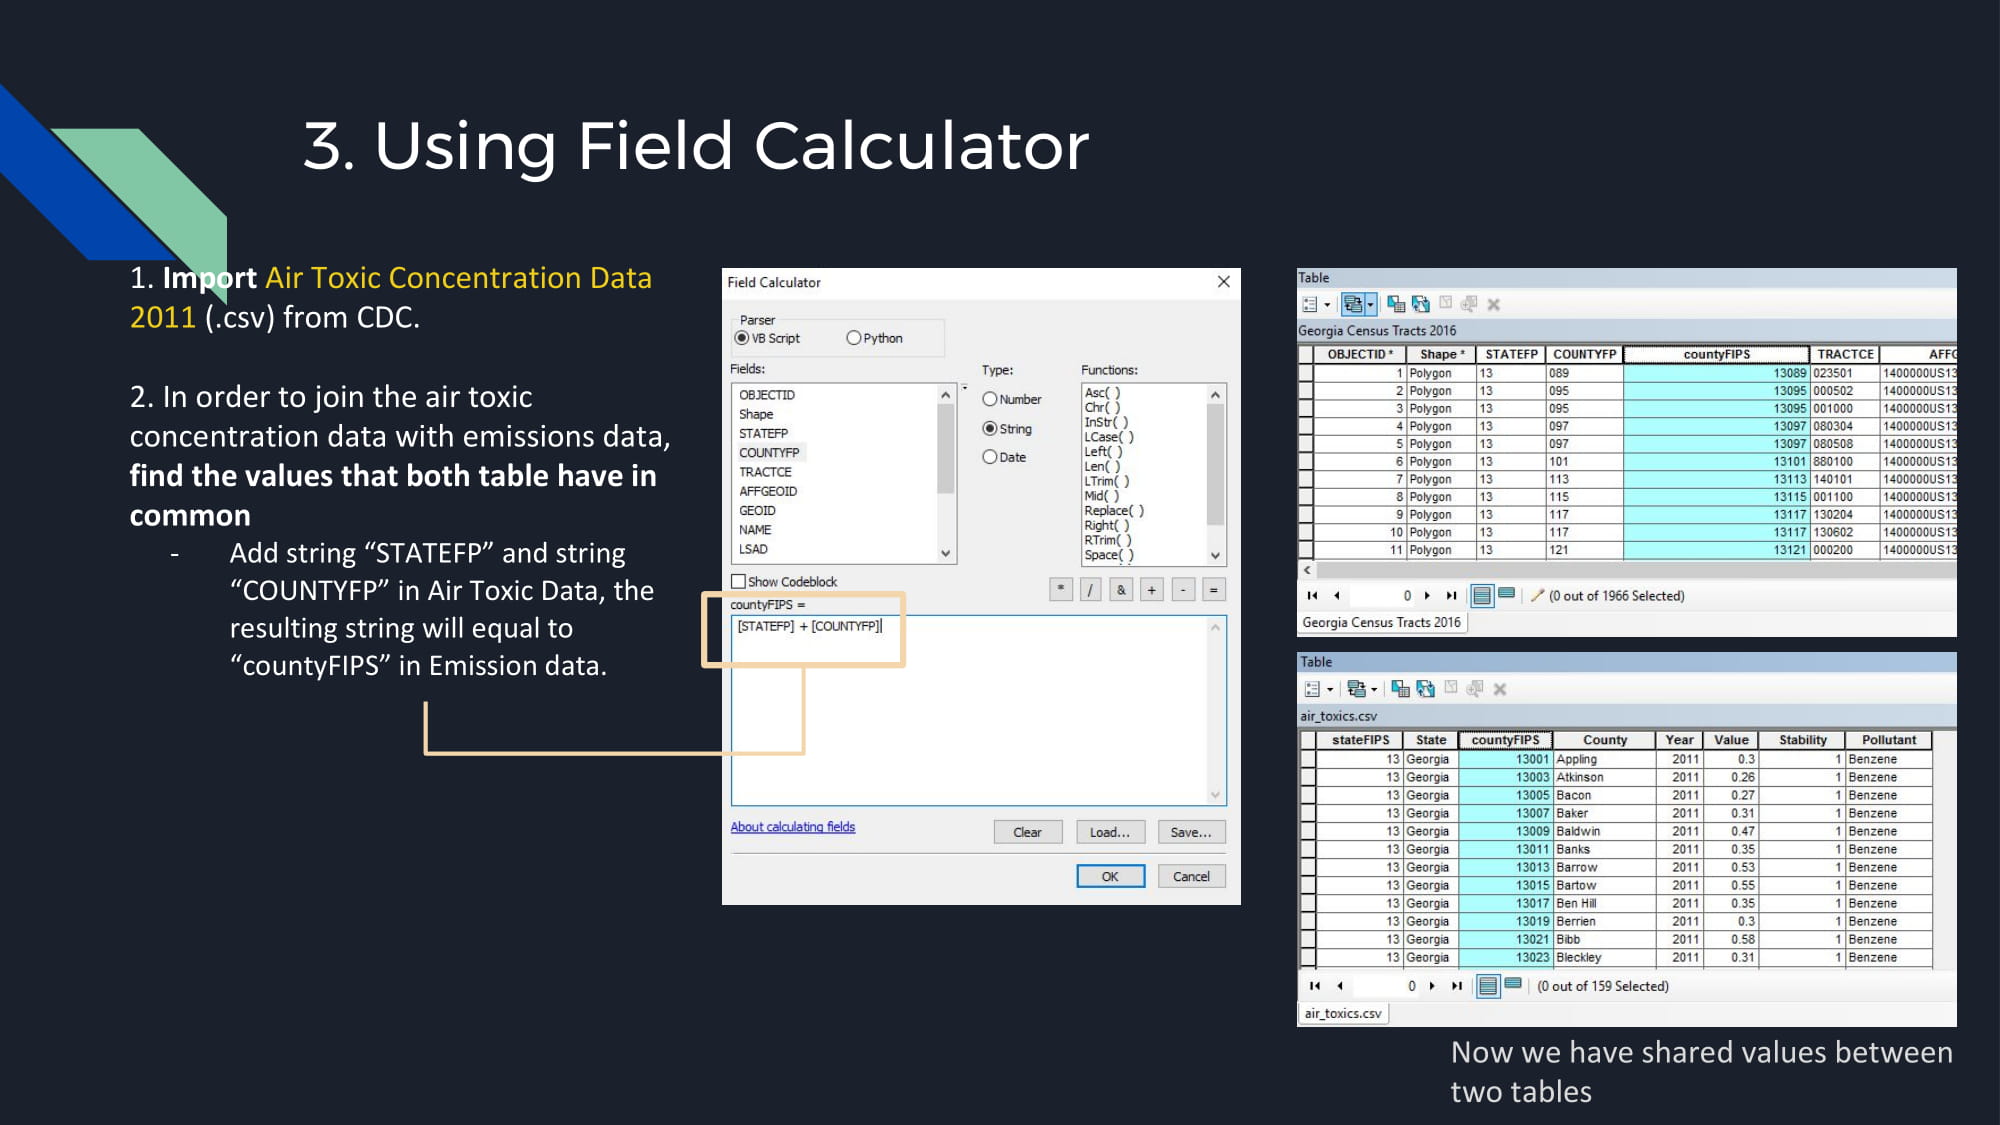 3. Using Field Calculator
1. Import Air Toxic Concentration Data
2011 (.csv) from CDC.
2. In order to join the air toxic
concentration data with emissions data,
find the values that both table have in
common
- Add string “STATEFP” and string
“COUNTYFP” in Air Toxic Data, the
resulting string will equal to
“countyFIPS” in Emission data.
Field Calculator
Parser
VB Script Python
Fields:
OBJECTID
Shape
STATEFP
COUNTYFP
TRACTCE
AFFGEOID
GEOID
NAME
LSAD
Type:
Number
String
Date
Functions:
Asc( )
Chr( )
InStr( )
LCase( )
Left( )
Len( )
LTrim( )
Mid( )
Replace( )
Right( )
RTrim( )
Space( )
Show Codeblock
* / & + - =
countyFIPS =
[STATEFP] + [COUNTYFP]
About calculating fields
Clear Load... Save...
OK Cancel
Table
Georgia Census Tracts 2016
OBJECTID * Shape * STATEFP COUNTYFP countyFIPS TRACTCE AFFG
1 Polygon 13 089 13089 023501 1400000US13
2 Polygon 13 095 13095 000502 1400000US13
3 Polygon 13 095 13095 001000 1400000US13
4 Polygon 13 097 13097 080304 1400000US13
5 Polygon 13 097 13097 080508 1400000US13
6 Polygon 13 101 13101 880100 1400000US13
7 Polygon 13 113 13113 140101 1400000US13
8 Polygon 13 115 13115 001100 1400000US13
9 Polygon 13 117 13117 130204 1400000US13
10 Polygon 13 117 13117 130602 1400000US13
11 Polygon 13 121 13121 000200 1400000US13
0 (0 out of 1966 Selected)
Georgia Census Tracts 2016
Table
air_toxics.csv
stateFIPS State countyFIPS County Year Value Stability Pollutant
13 Georgia 13001 Appling 2011 0.3 1 Benzene
13 Georgia 13003 Atkinson 2011 0.26 1 Benzene
13 Georgia 13005 Bacon 2011 0.27 1 Benzene
13 Georgia 13007 Baker 2011 0.31 1 Benzene
13 Georgia 13009 Baldwin 2011 0.47 1 Benzene
13 Georgia 13011 Banks 2011 0.35 1 Benzene
13 Georgia 13013 Barrow 2011 0.53 1 Benzene
13 Georgia 13015 Bartow 2011 0.55 1 Benzene
13 Georgia 13017 Ben Hill 2011 0.35 1 Benzene
13 Georgia 13019 Berrien 2011 0.3 1 Benzene
13 Georgia 13021 Bibb 2011 0.58 1 Benzene
13 Georgia 13023 Bleckley 2011 0.31 1 Benzene
0 (0 out of 159 Selected)
air_toxics.csv
Now we have shared values between
two tables